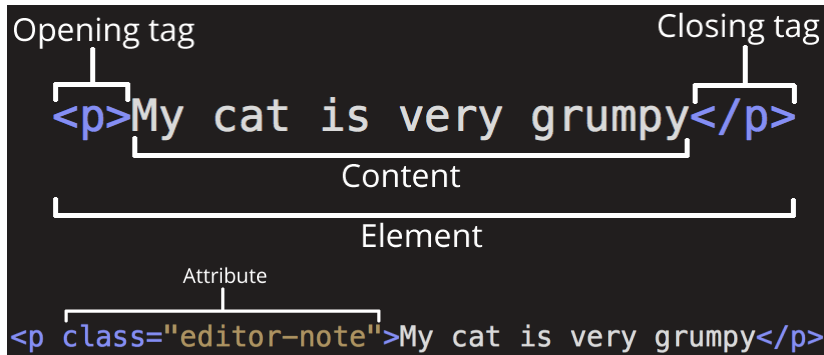 Opening tag Closing tag
<p>My cat is very grumpy</p>
Content
Element
Attribute
<p class="editor-note">My cat is very grumpy</p>